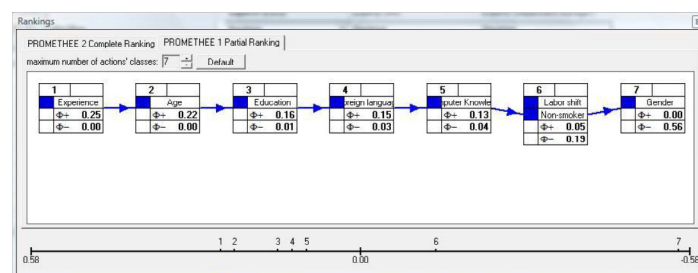 Rankings
PROMETHEE 2 Complete Ranking PROMETHEE 1 Partial Ranking
maximum number of actions' classes: 7 Default
1
Experience
Φ+ 0.25
Φ− 0.00
2
Age
Φ+ 0.22
Φ− 0.00
3
Education
Φ+ 0.16
Φ− 0.01
4
oreign languag
Φ+ 0.15
Φ− 0.03
5
puter Knowle
Φ+ 0.13
Φ− 0.04
6
Labor shift
Non-smoker
Φ+ 0.05
Φ− 0.19
7
Gender
Φ+ 0.00
Φ− 0.56
1 2 3 4 5 6 7
0.58 0.00 -0.58